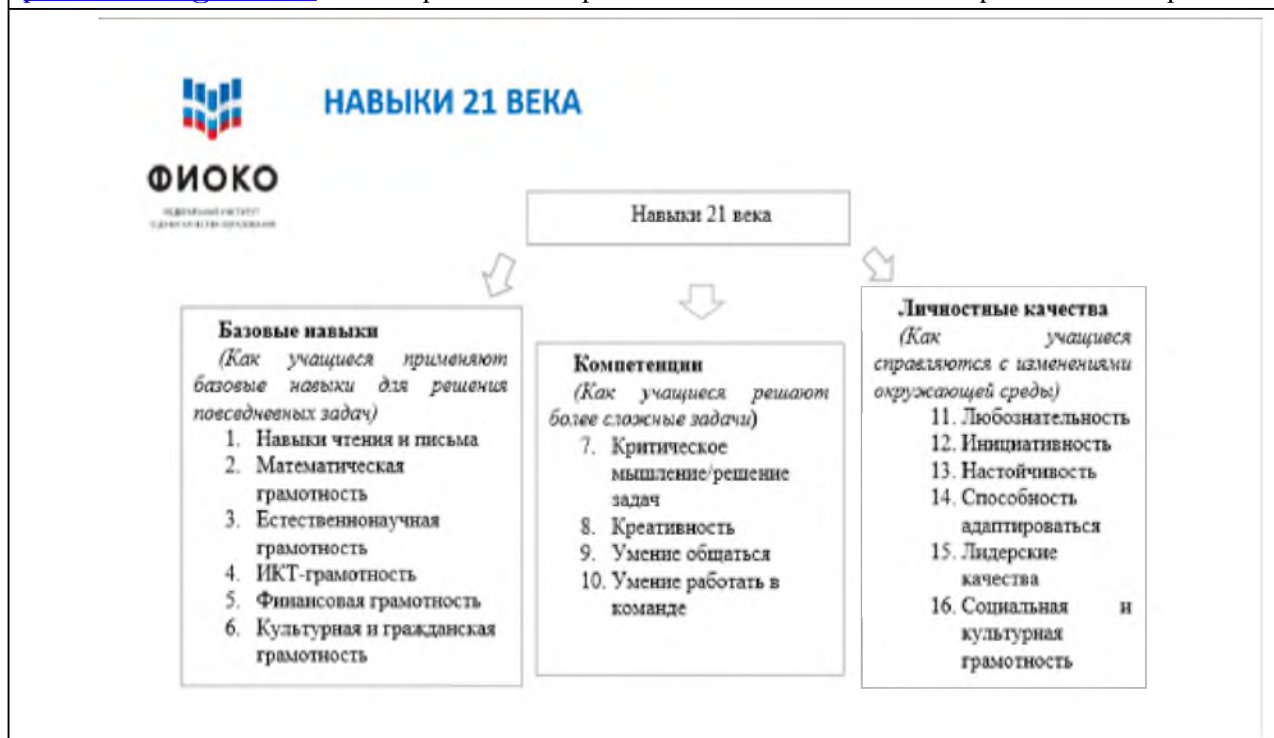 НАВЫКИ 21 ВЕКА
ФИОКО
Навыки 21 века
Базовые навыки
(Как учащиеся применяют
базовые навыки для решения
повседневных задач)
1. Навыки чтения и письма
2. Математическая
грамотность
3. Естественнонаучная
грамотность
4. ИКТ-грамотность
5. Финансовая грамотность
6. Культурная и гражданская
грамотность
Компетенции
(Как учащиеся решают
более сложные задачи)
7. Критическое
мышление/решение
задач
8. Креативность
9. Умение общаться
10. Умение работать в
команде
Личностные качества
(Как учащиеся
справляются с изменениями
окружающей среды)
11. Любознательность
12. Инициативность
13. Настойчивость
14. Способность
адаптироваться
15. Лидерские
качества
16. Социальная и
культурная
грамотность